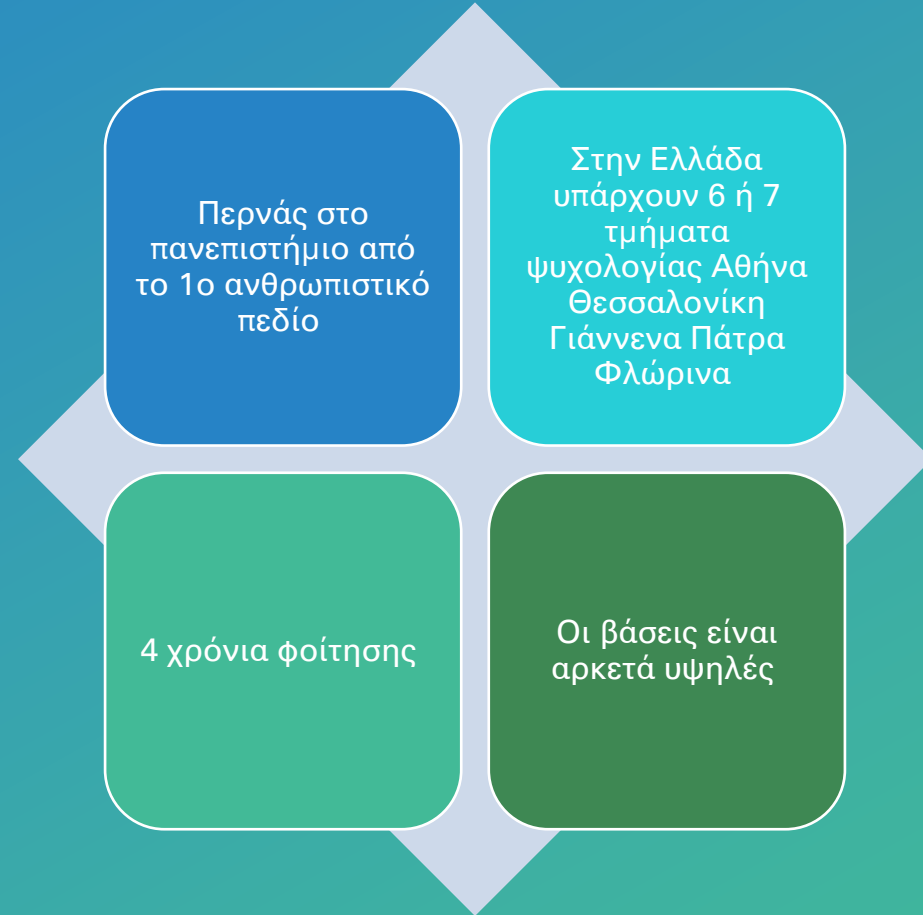 Περνάς στο
πανεπιστήμιο από
το 1ο ανθρωπιστικό
πεδίο
Στην Ελλάδα
υπάρχουν 6 ή 7
τμήματα
ψυχολογίας Αθήνα
Θεσσαλονίκη
Γιάννενα Πάτρα
Φλώρινα
4 χρόνια φοίτησης
Οι βάσεις είναι
αρκετά υψηλές